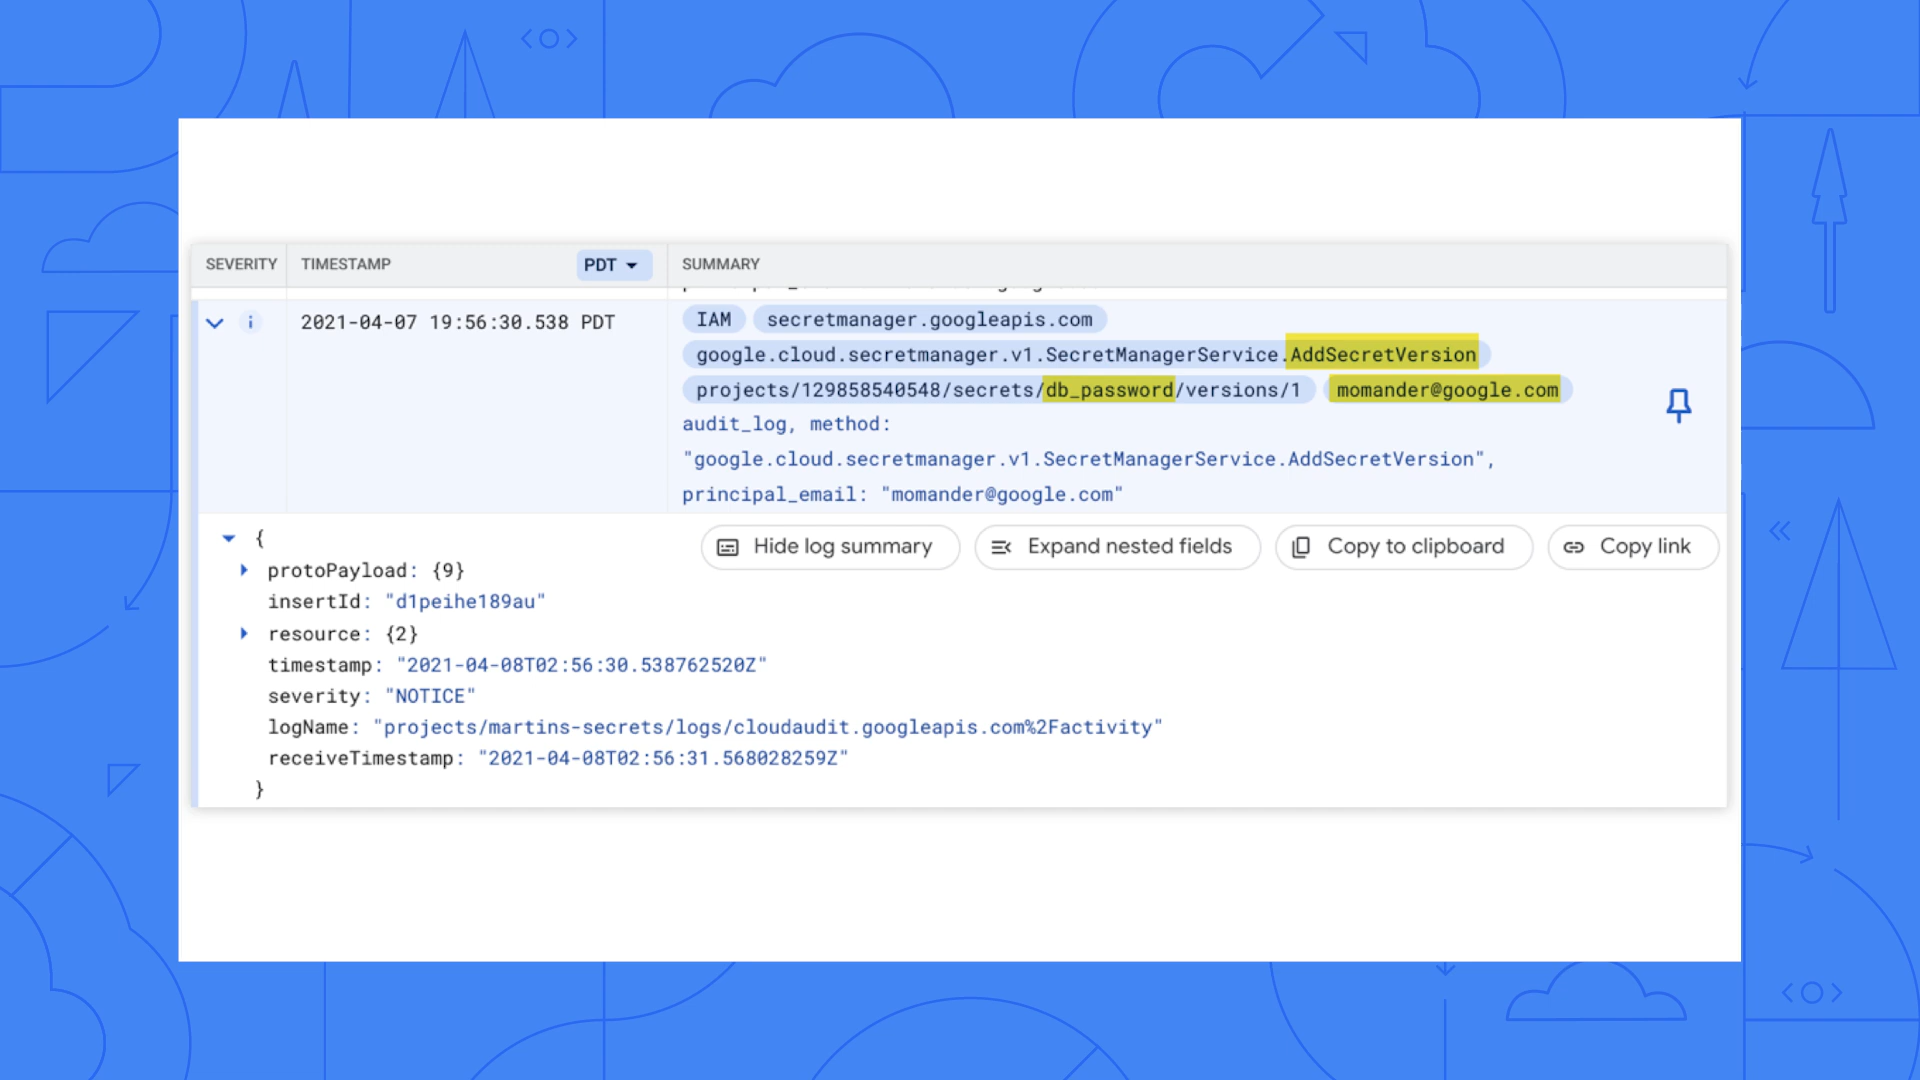 SEVERITY TIMESTAMP PDT SUMMARY
2021-04-07 19:56:30.538 PDT IAM secretmanager.googleapis.com
google.cloud.secretmanager.v1.SecretManagerService.AddSecretVersion
projects/129858540548/secrets/db_password/versions/1 momander@google.com
audit_log, method:
"google.cloud.secretmanager.v1.SecretManagerService.AddSecretVersion",
principal_email: "momander@google.com"
{ Hide log summary Expand nested fields Copy to clipboard Copy link
protoPayload: {9}
insertId: "d1peihe189au"
resource: {2}
timestamp: "2021-04-08T02:56:30.538762520Z"
severity: "NOTICE"
logName: "projects/martins-secrets/logs/cloudaudit.googleapis.com%2Factivity"
receiveTimestamp: "2021-04-08T02:56:31.568028259Z"
}